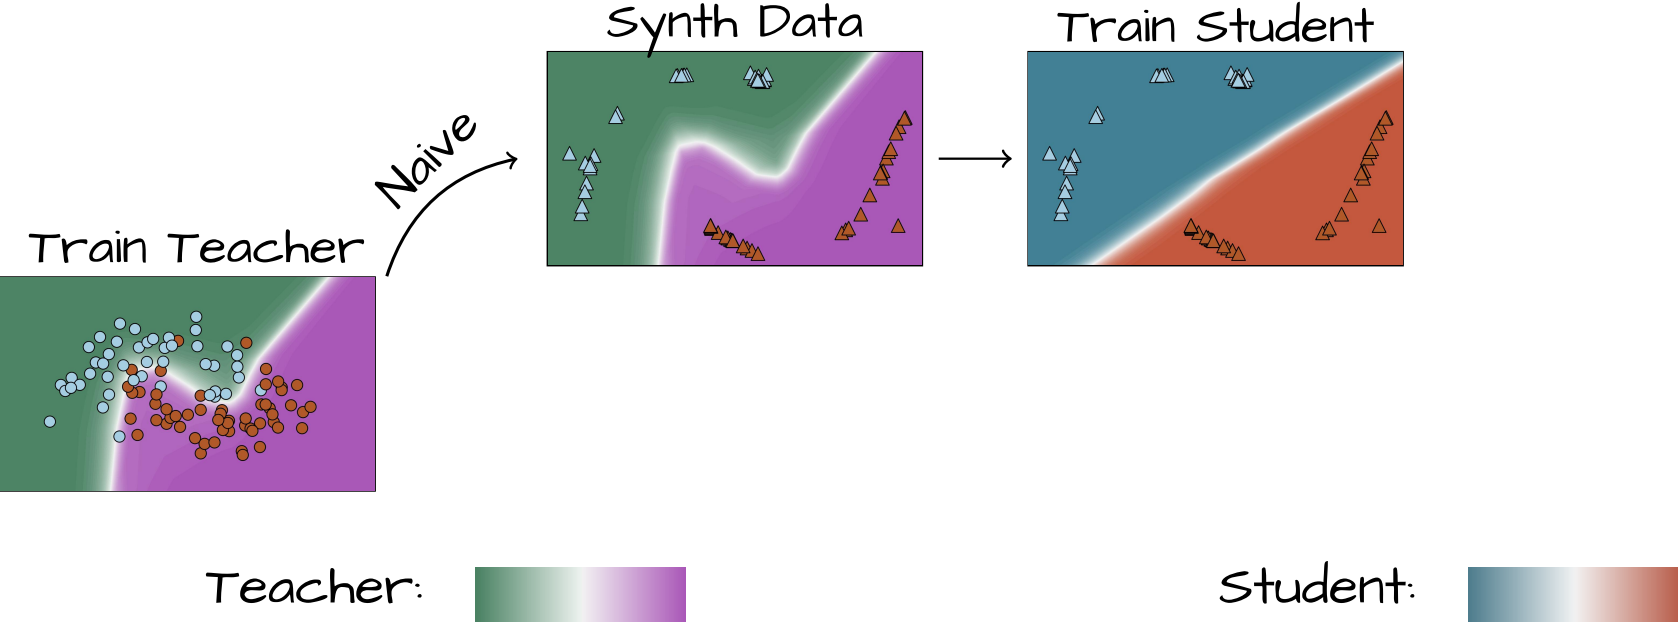 Synth Data
Train Student
Naive
Train Teacher
Teacher:
Student: